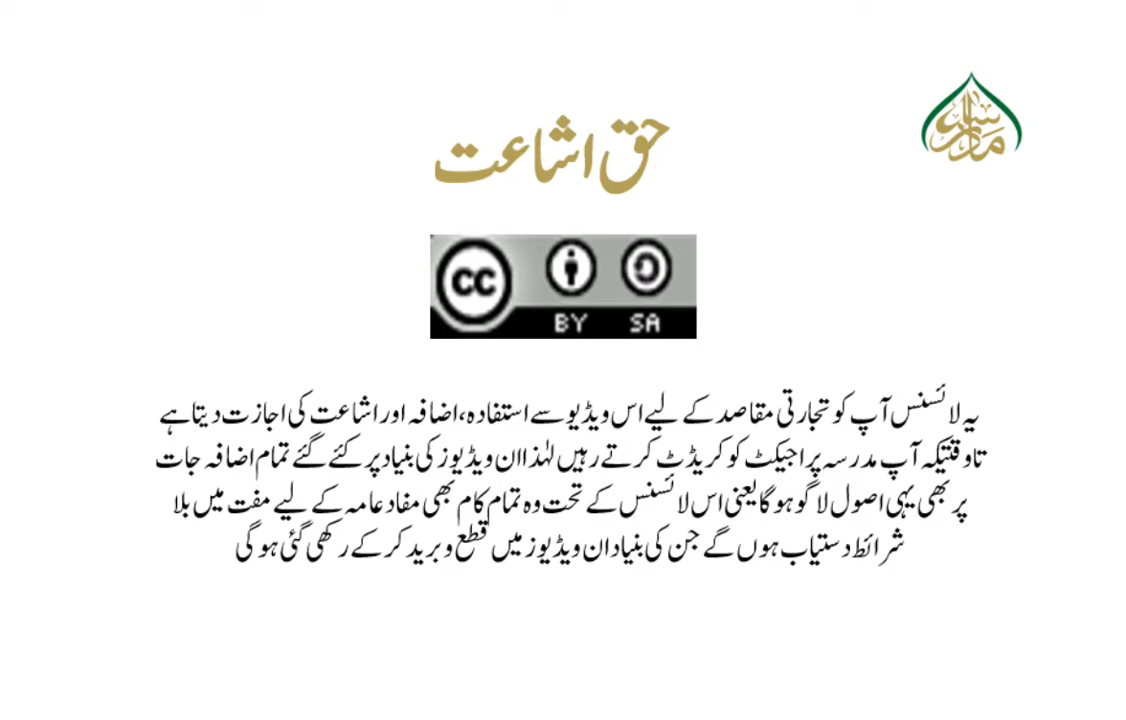 مدرسہ
حق اشاعت
cc
BY SA
یہ لائسنس آپ کو تجارتی مقاصد کے لیے اس ویڈیو سے استفادہ، اضافہ اور اشاعت کی اجازت دیتا ہے
تاوقتیکہ آپ مدرسہ پراجیکٹ کو کریڈٹ کرتے رہیں لہٰذا ان ویڈیوز کی بنیاد پر کئے گئے تمام اضافہ جات
پر بھی یہی اصول لاگو ہوگا یعنی اس لائسنس کے تحت وہ تمام کام بھی مفاد عامہ کے لیے مفت میں بلا
شرائط دستیاب ہوں گے جن کی بنیاد ان ویڈیوز میں قطع و برید کر کے رکھی گئی ہوگی